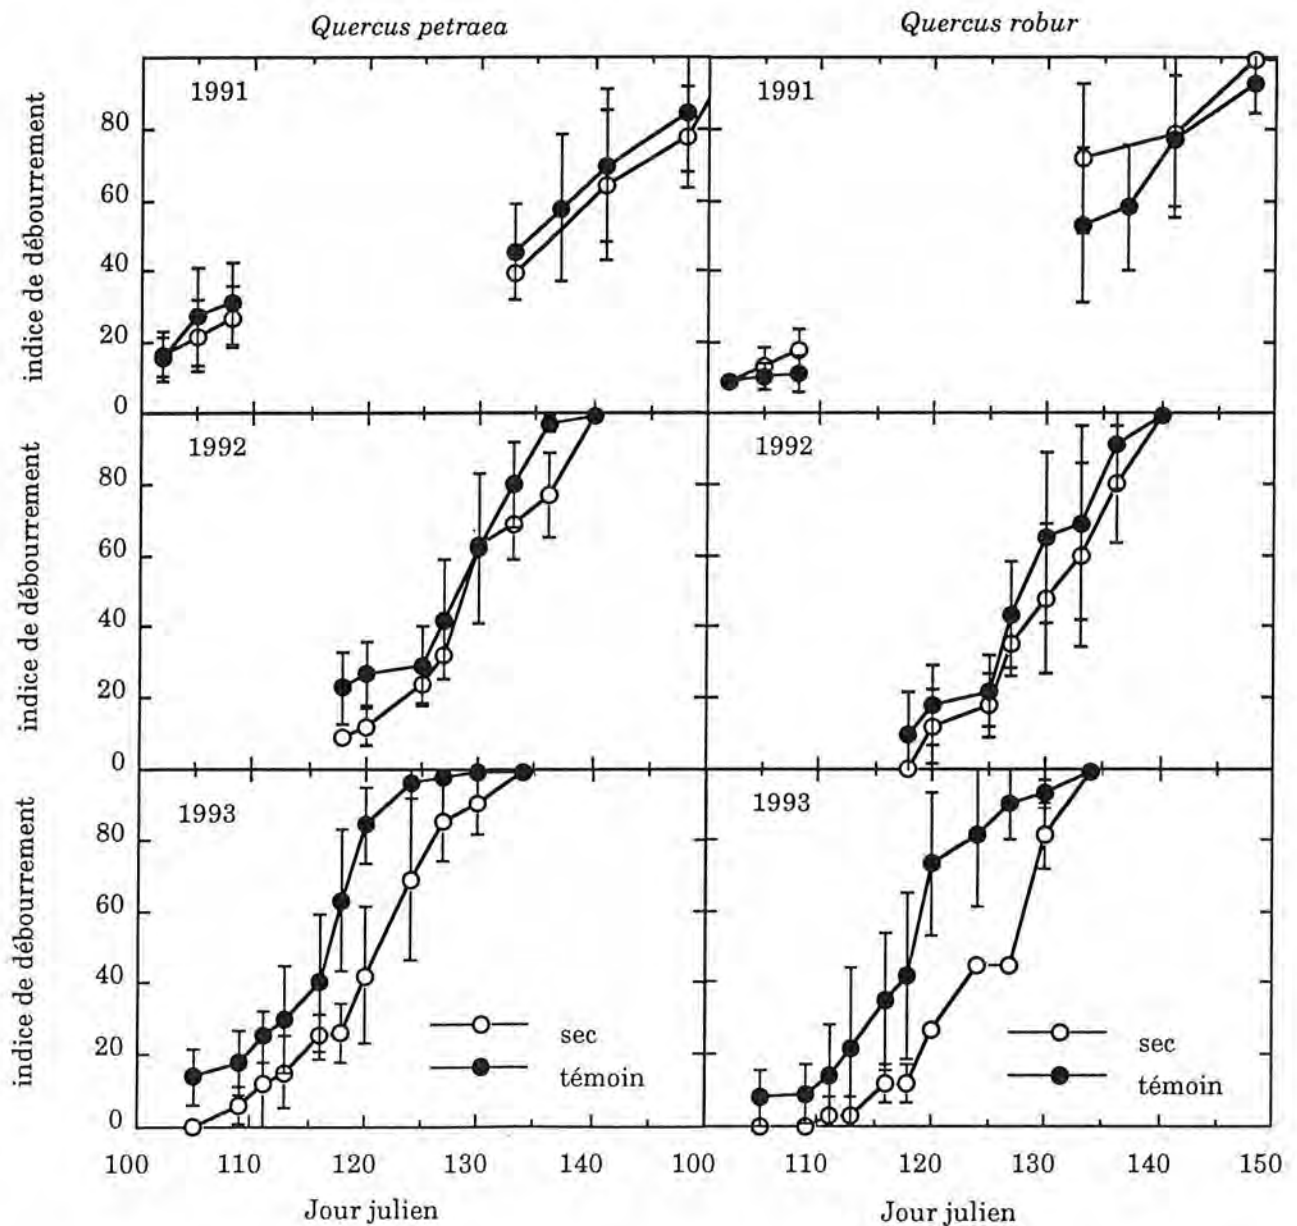 Quercus petraea
Quercus robur
1991
1991
indice de débourrement
80
60
40
20
0
1992
1992
indice de débourrement
80
60
40
20
0
1993
1993
indice de débourrement
80
60
40
20
0
sec
témoin
sec
témoin
100 110 120 130 140 100 110 120 130 140 150
Jour julien
Jour julien